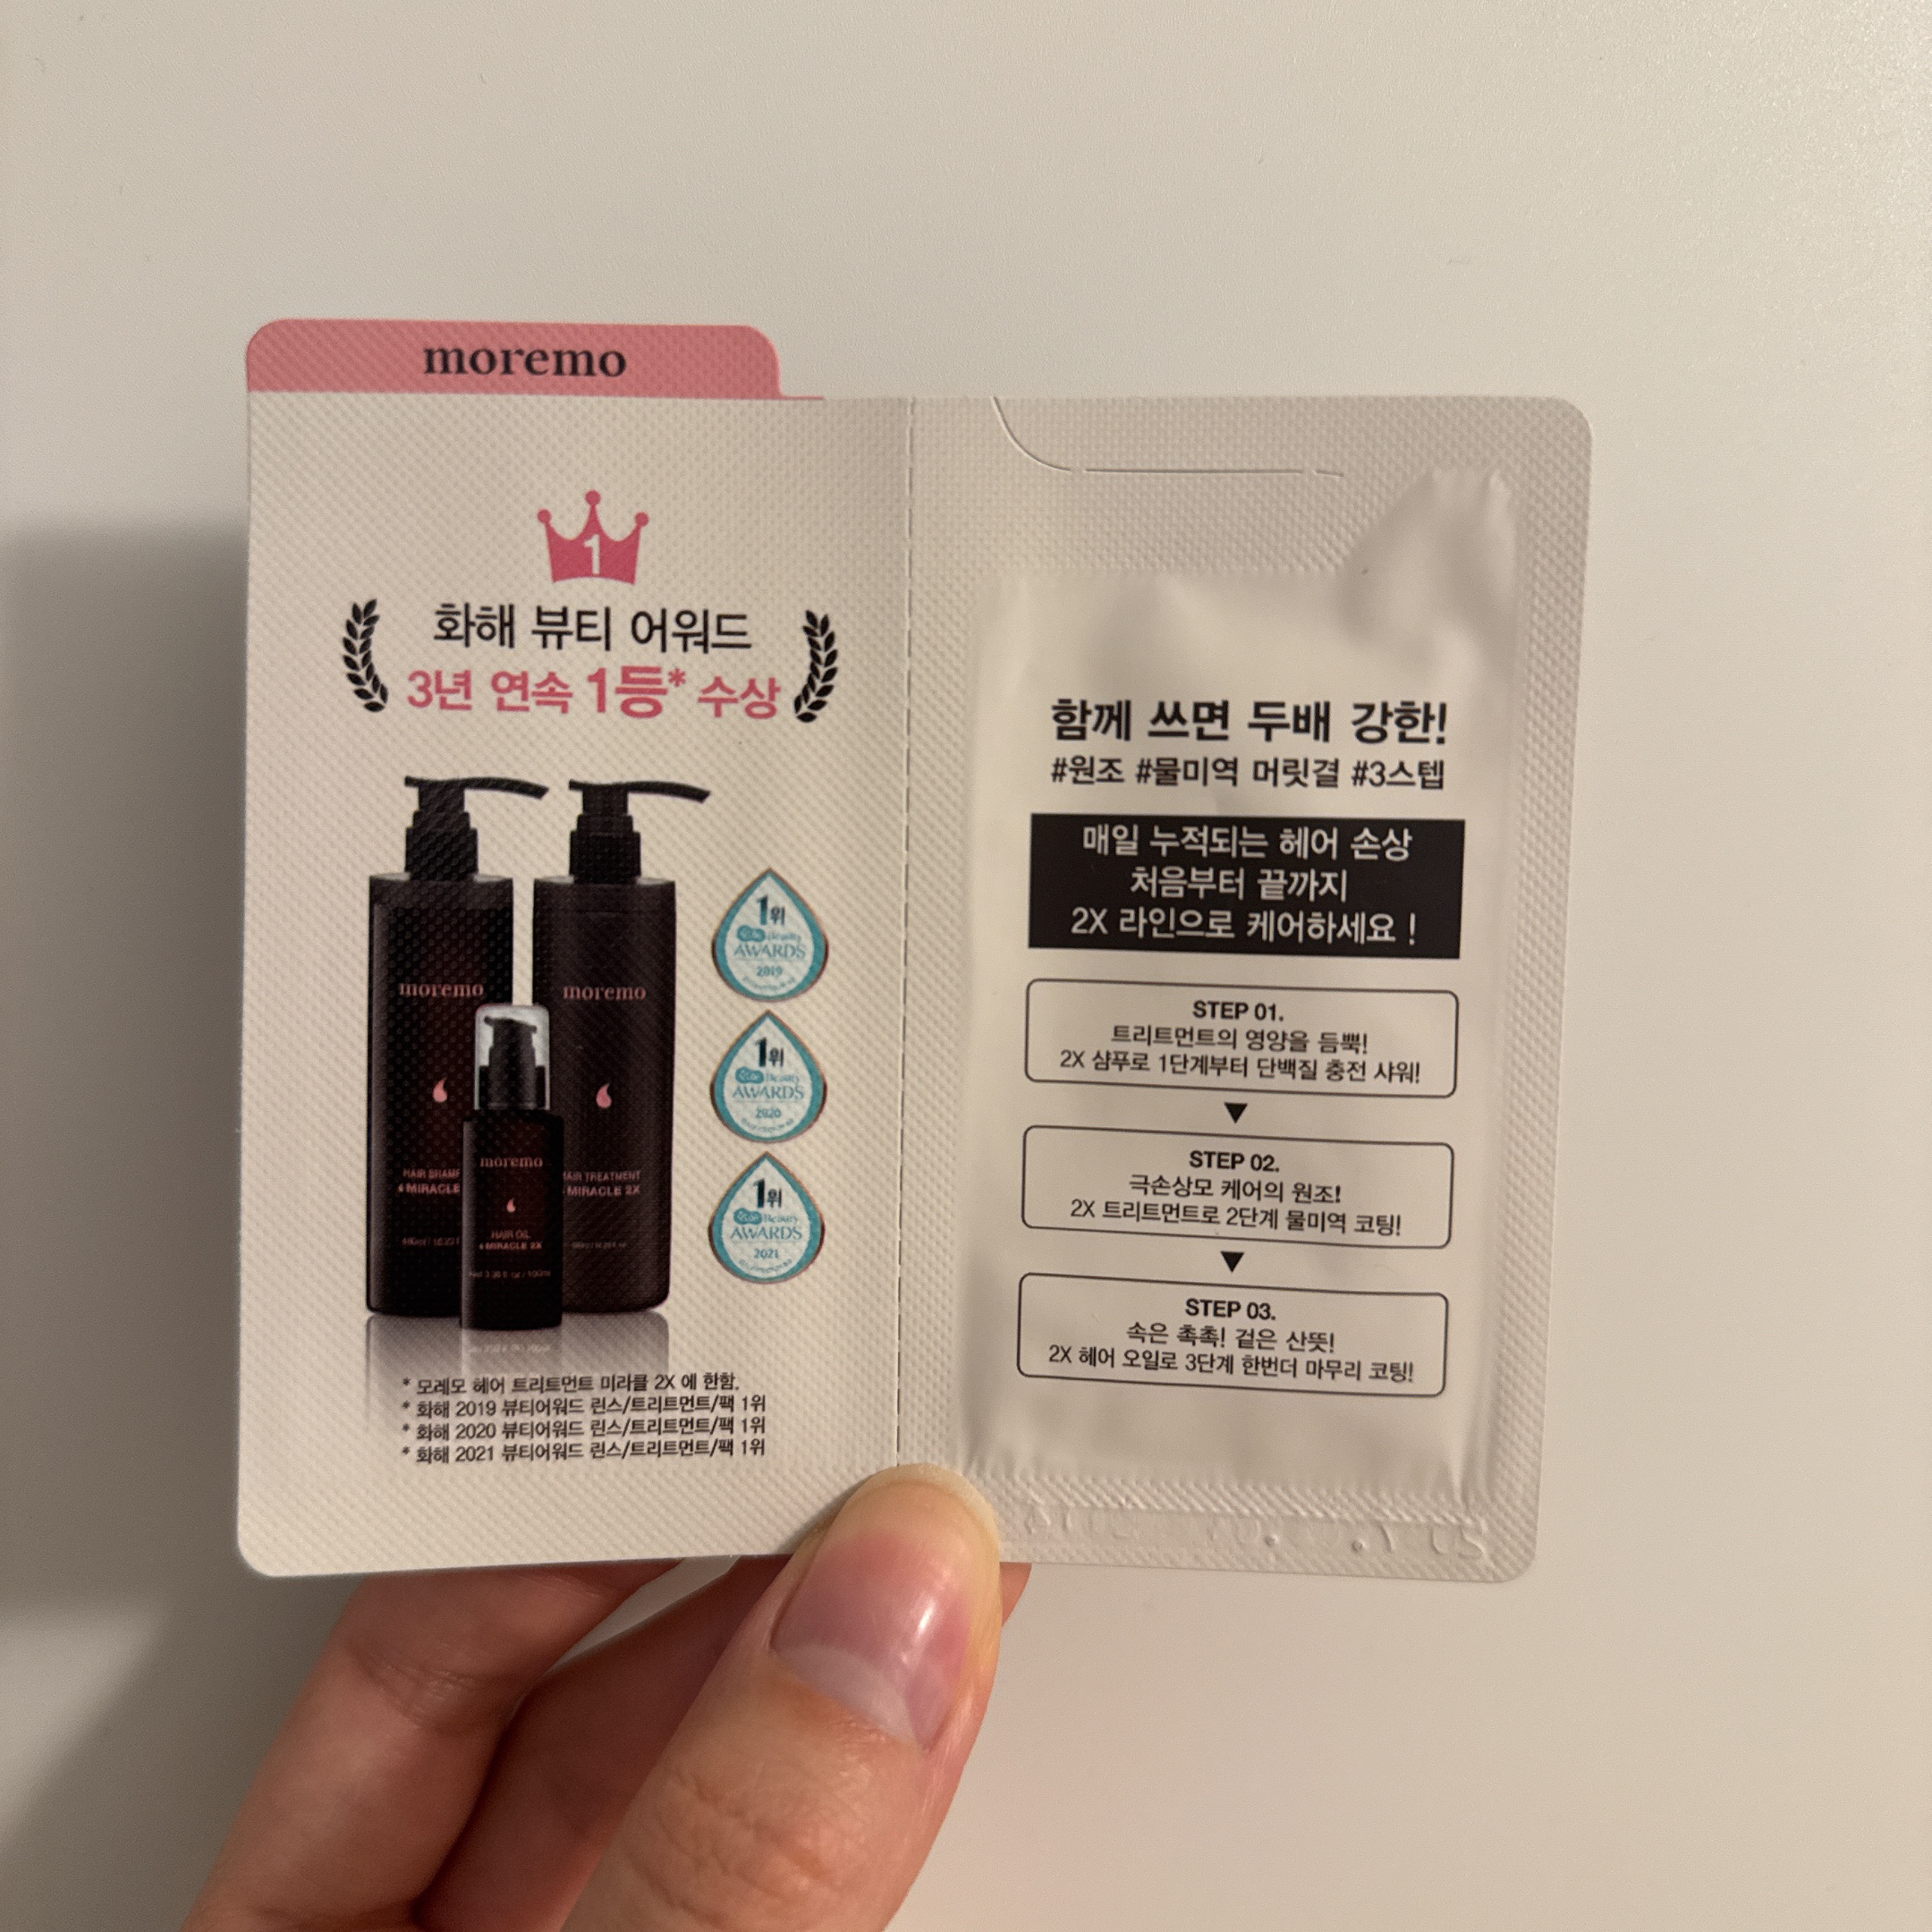 moremo
1
화해 뷰티 어워드
3년 연속 1등* 수상
moremo
HAIR
MIRACLE
moremo
HAIR TREATMENT
MIRACLE 2X
moremo
HAIR OIL
MIRACLE 2X
1위
Beauty
AWARDS
2019
1위
Beauty
AWARDS
2020
1위
Beauty
AWARDS
2021
* 모레모 헤어 트리트먼트 미라클 2X 에 한함.
* 화해 2019 뷰티어워드 린스/트리트먼트/팩 1위
* 화해 2020 뷰티어워드 린스/트리트먼트/팩 1위
* 화해 2021 뷰티어워드 린스/트리트먼트/팩 1위
함께 쓰면 두배 강한!
#원조 #물미역 머릿결 #3스텝
매일 누적되는 헤어 손상
처음부터 끝까지
2X 라인으로 케어하세요 !
STEP 01.
트리트먼트의 영양을 듬뿍!
2X 샴푸로 1단계부터 단백질 충전 샤워!
▼
STEP 02.
극손상모 케어의 원조!
2X 트리트먼트로 2단계 물미역 코팅!
▼
STEP 03.
속은 촉촉! 겉은 산뜻!
2X 헤어 오일로 3단계 한번더 마무리 코팅!